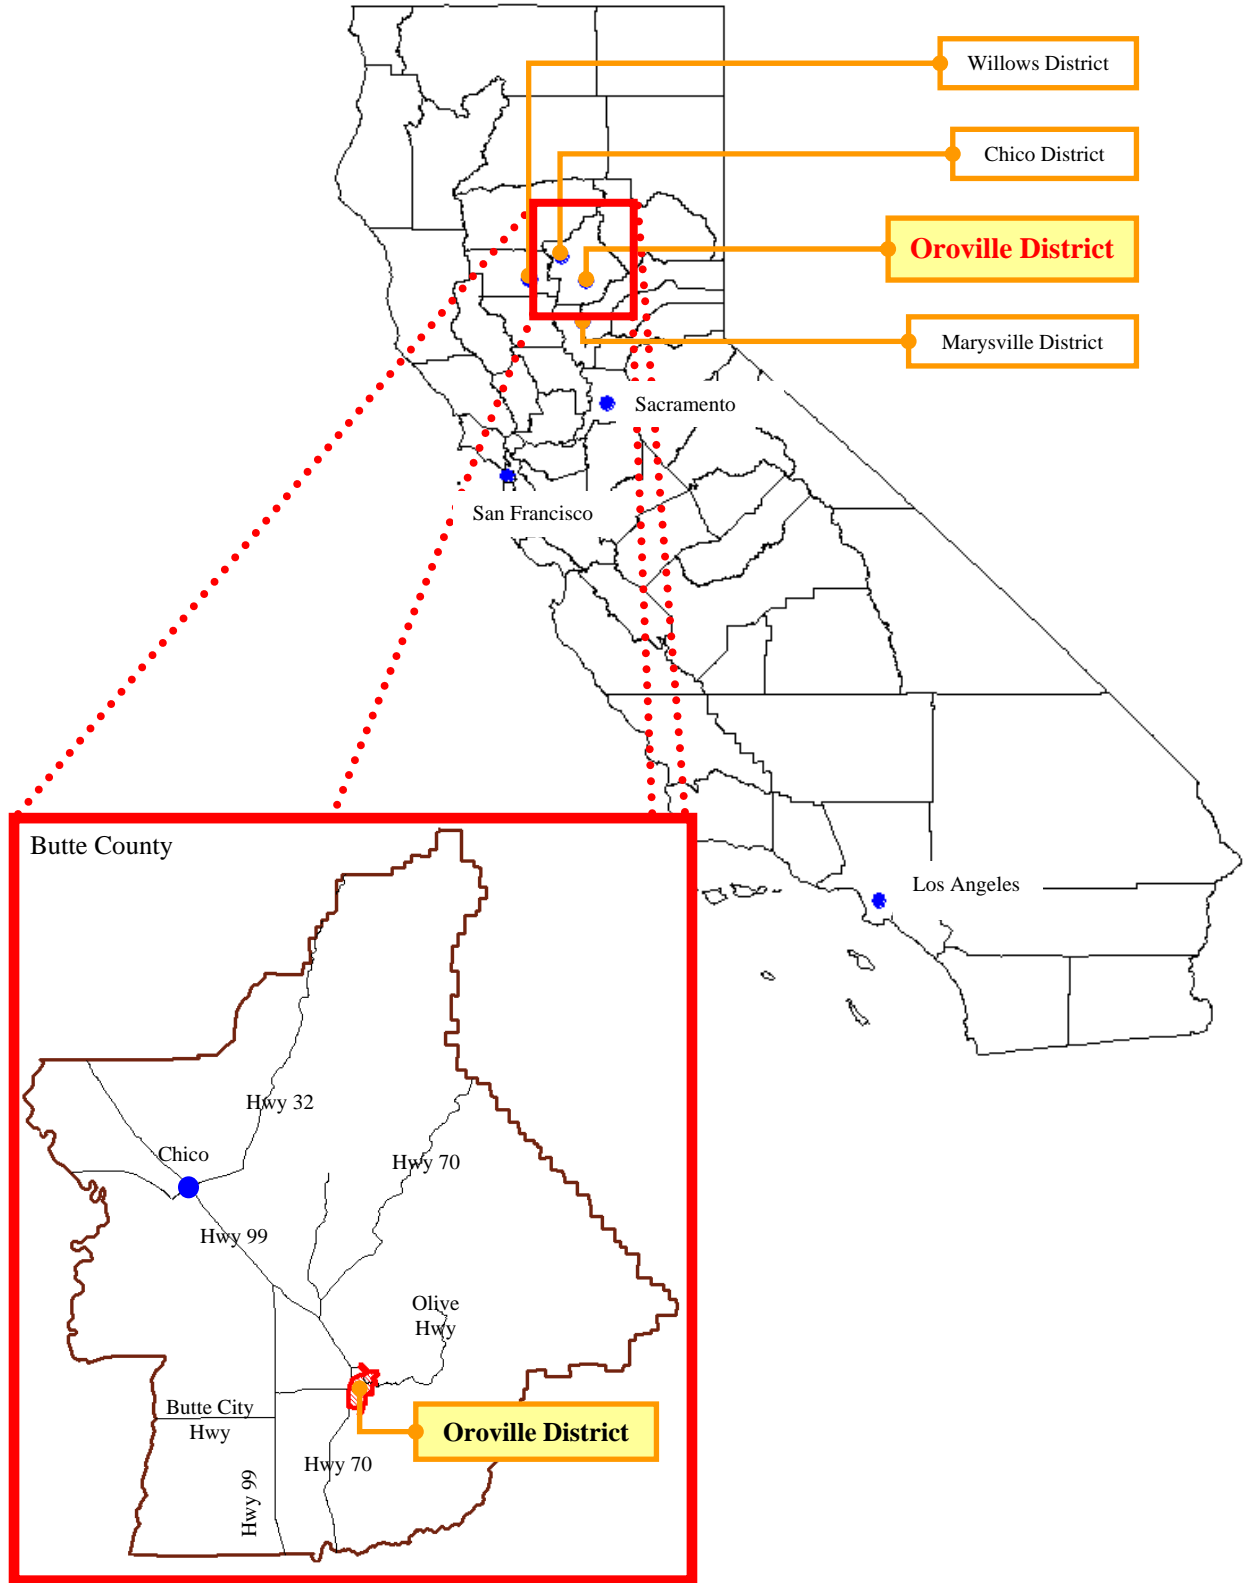 Willows District
Chico District
Oroville District
Marysville District
Sacramento
San Francisco
Los Angeles
Butte County
Hwy 32
Chico
Hwy 70
Hwy 99
Olive
Hwy
Butte City
Hwy
Oroville District
Hwy 70
Hwy 99